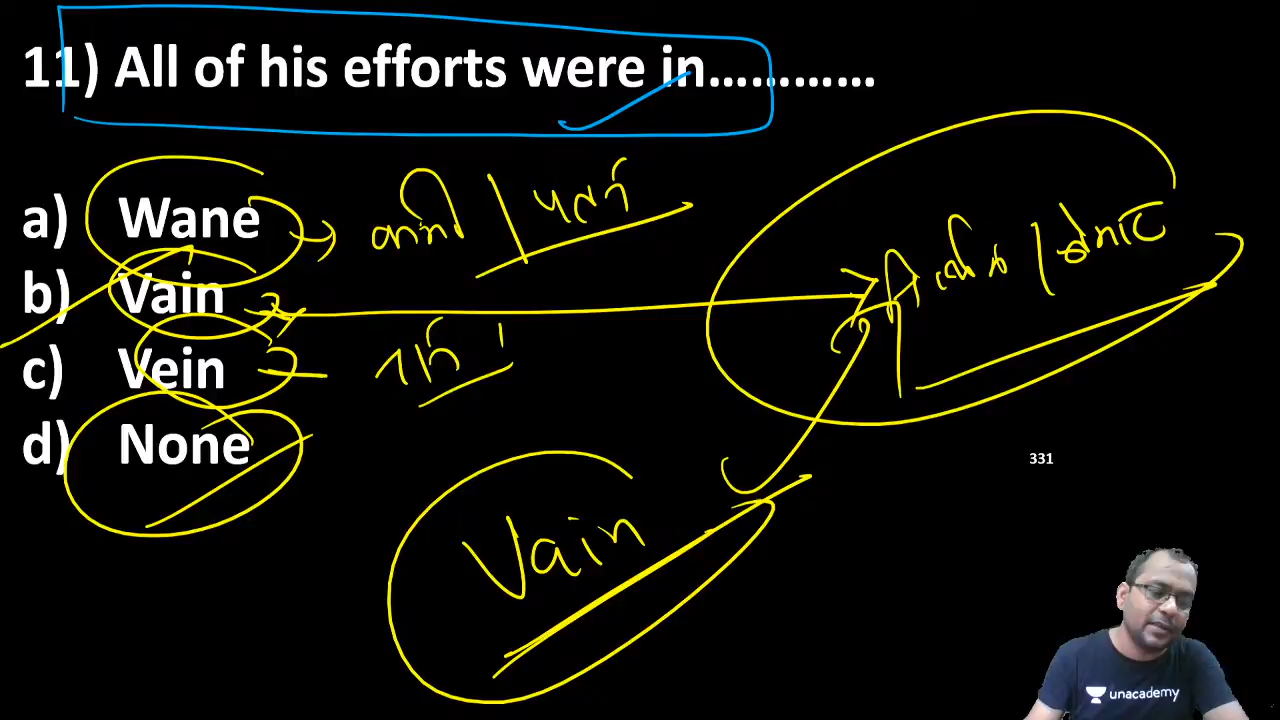 11) All of his efforts were in.............
a) Wane
b) Vain
c) Vein
d) None
331
Vain
unacademy